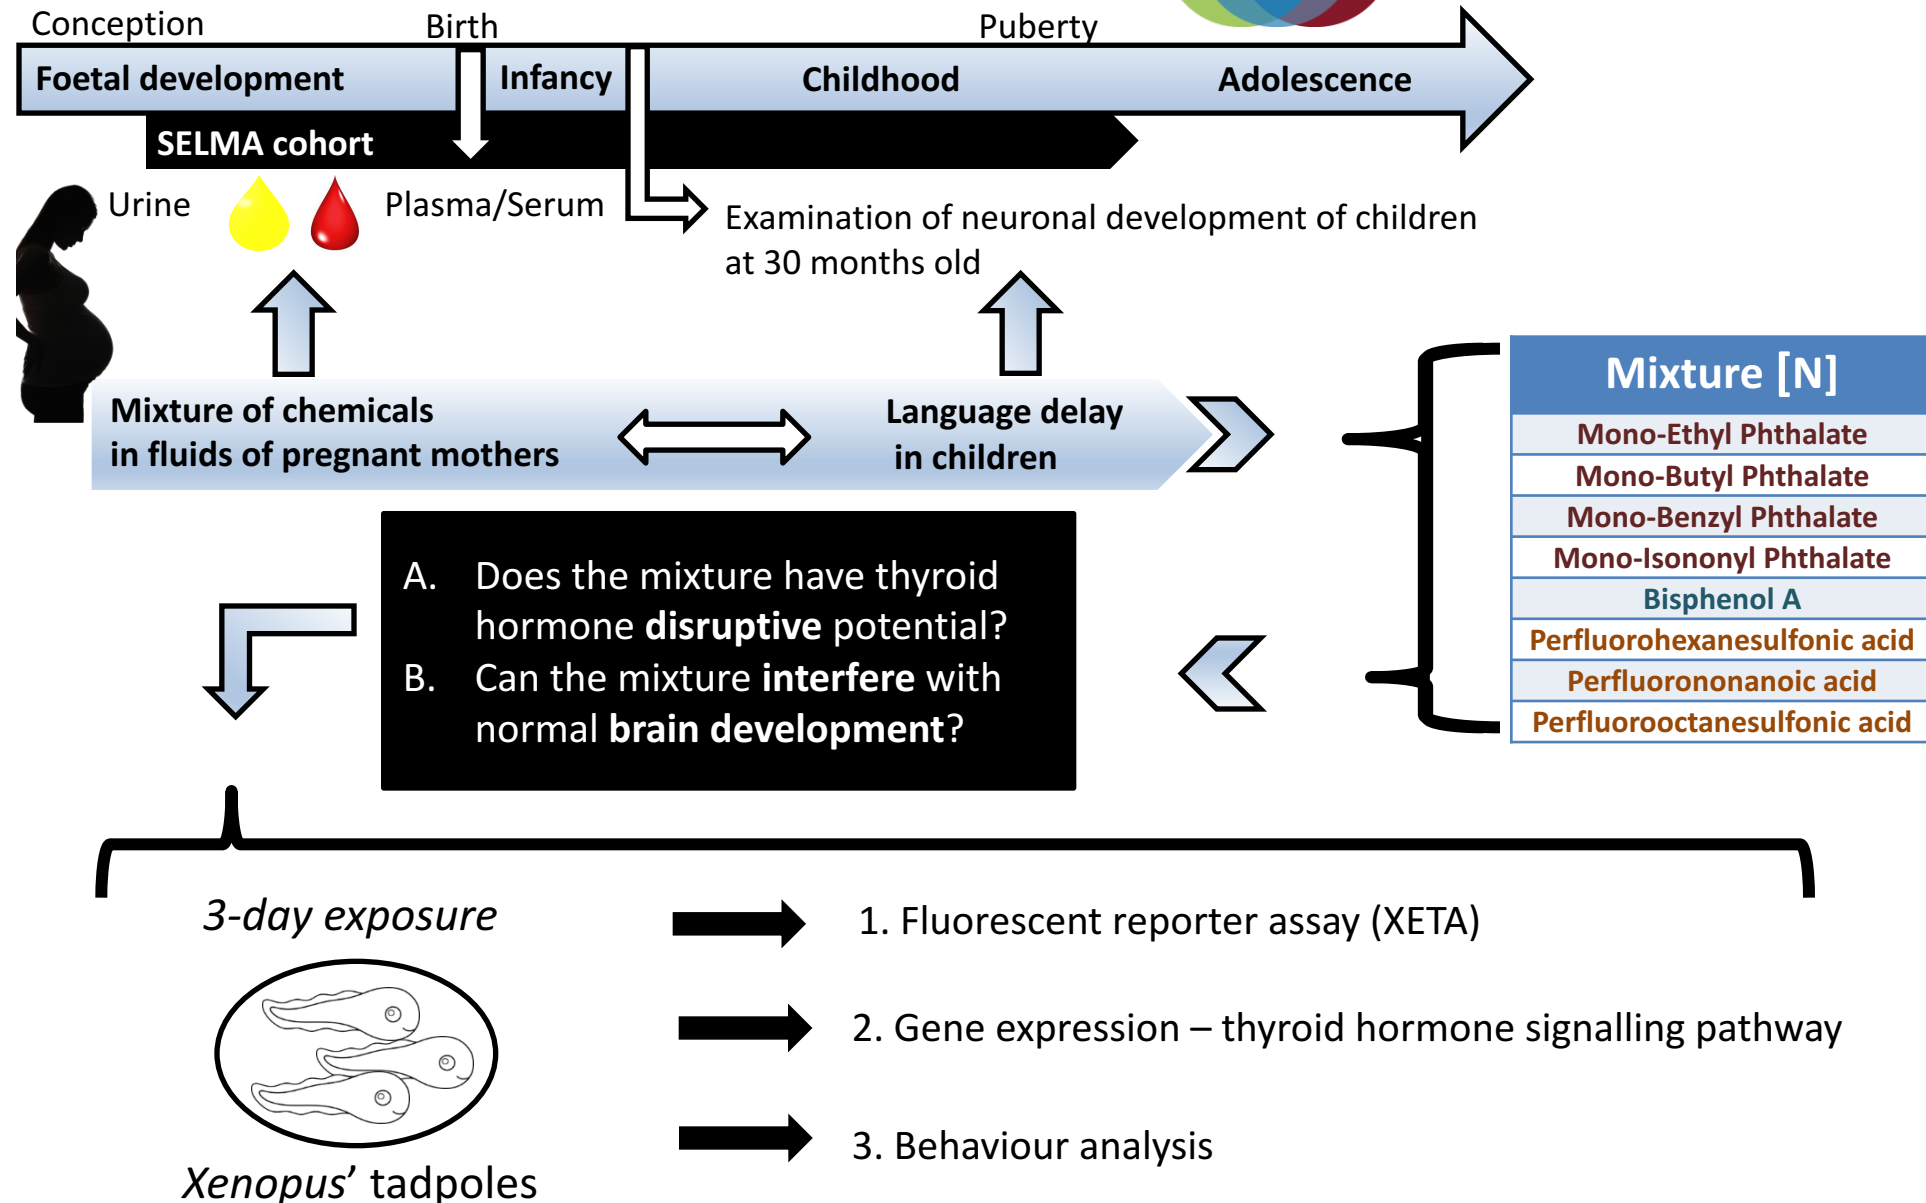 Conception
Birth
Puberty
Foetal development
Infancy
Childhood
Adolescence
SELMA cohort
Urine
Plasma/Serum
Examination of neuronal development of children
at 30 months old
Mixture of chemicals
in fluids of pregnant mothers
Language delay
in children
Mixture [N]
Mono-Ethyl Phthalate
Mono-Butyl Phthalate
Mono-Benzyl Phthalate
Mono-Isononyl Phthalate
Bisphenol A
Perfluorohexanesulfonic acid
Perfluorononanoic acid
Perfluorooctanesulfonic acid
A. Does the mixture have thyroid
hormone disruptive potential?
B. Can the mixture interfere with
normal brain development?
3-day exposure
Xenopus’ tadpoles
1. Fluorescent reporter assay (XETA)
2. Gene expression – thyroid hormone signalling pathway
3. Behaviour analysis